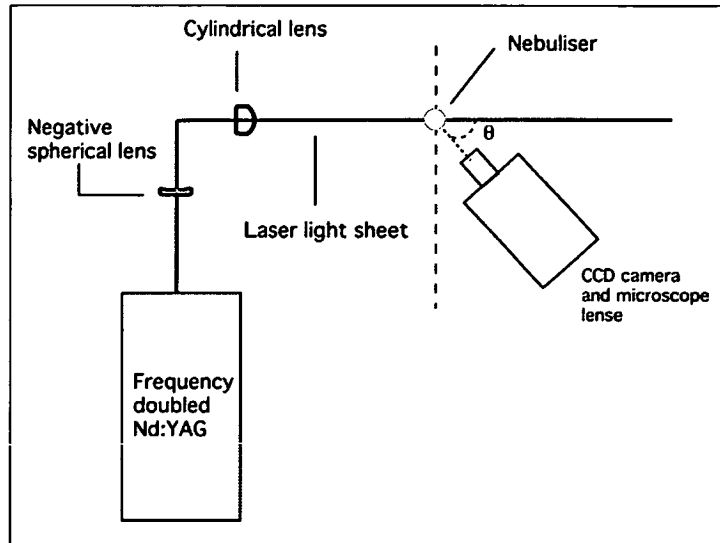 Cylindrical lens
Nebuliser
Negative
spherical lens
θ
Laser light sheet
CCD camera
and microscope
lense
Frequency
doubled
Nd:YAG